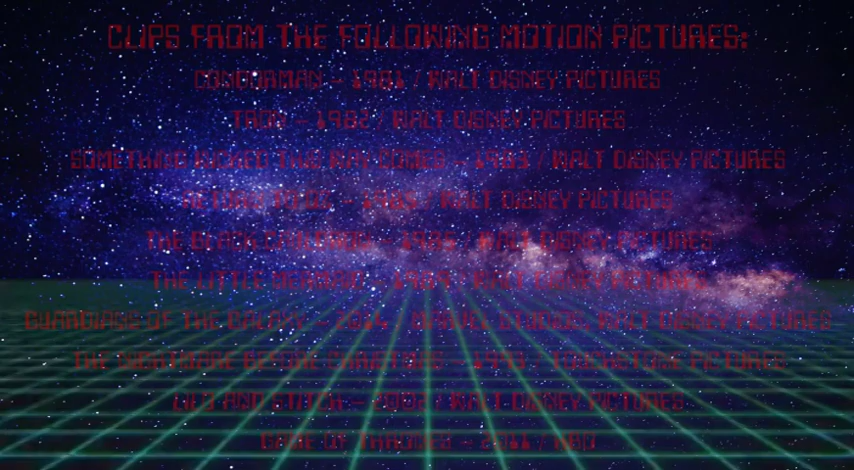 CLIPS FROM THE FOLLOWING MOTION PICTURES:
CONDORMAN - 1981 / WALT DISNEY PICTURES
TRON - 1982 / WALT DISNEY PICTURES
SOMETHING WICKED THIS WAY COMES - 1983 / WALT DISNEY PICTURES
RETURN TO OZ - 1985 / WALT DISNEY PICTURES
THE BLACK CAULDRON - 1985 / WALT DISNEY PICTURES
THE LITTLE MERMAID - 1989 / WALT DISNEY PICTURES
GUARDIANS OF THE GALAXY - 2014 / MARVEL STUDIOS, WALT DISNEY PICTURES
THE NIGHTMARE BEFORE CHRISTMAS - 1993 / TOUCHSTONE PICTURES
LILO AND STITCH - 2002 / WALT DISNEY PICTURES
GAME OF THRONES - 2011 / HBO